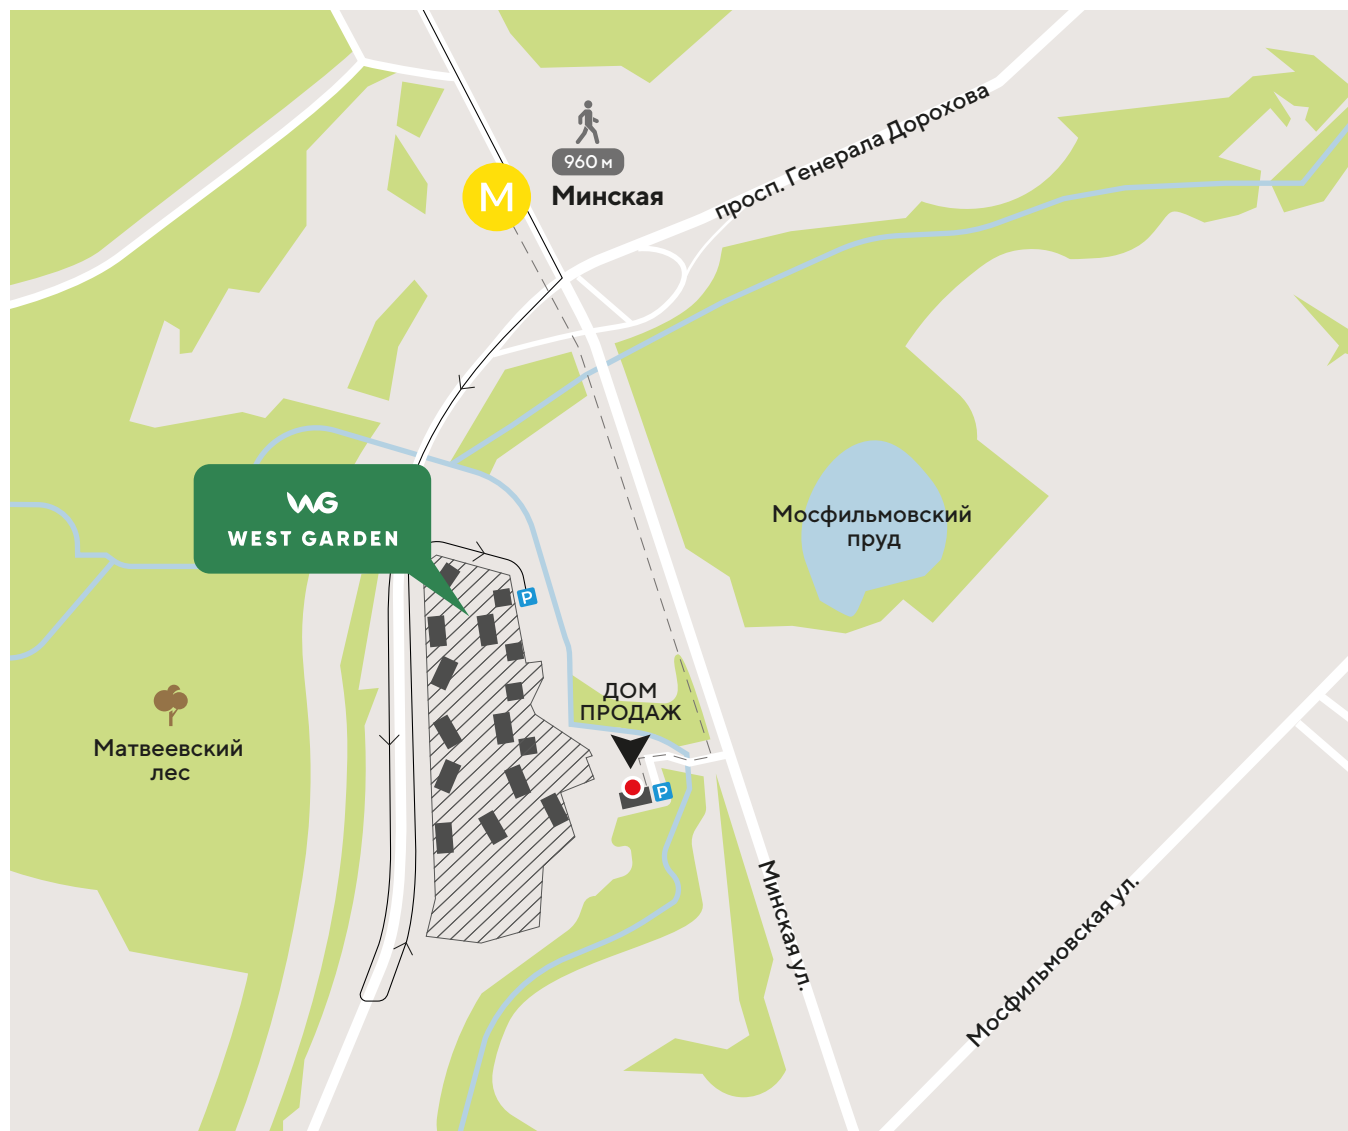 960 м
М
Минская
просп. Генерала Дорохова
WG
WEST GARDEN
Мосфильмовский
пруд
P
ДОМ
ПРОДАЖ
P
Матвеевский
лес
Минская ул.
Мосфильмовская ул.